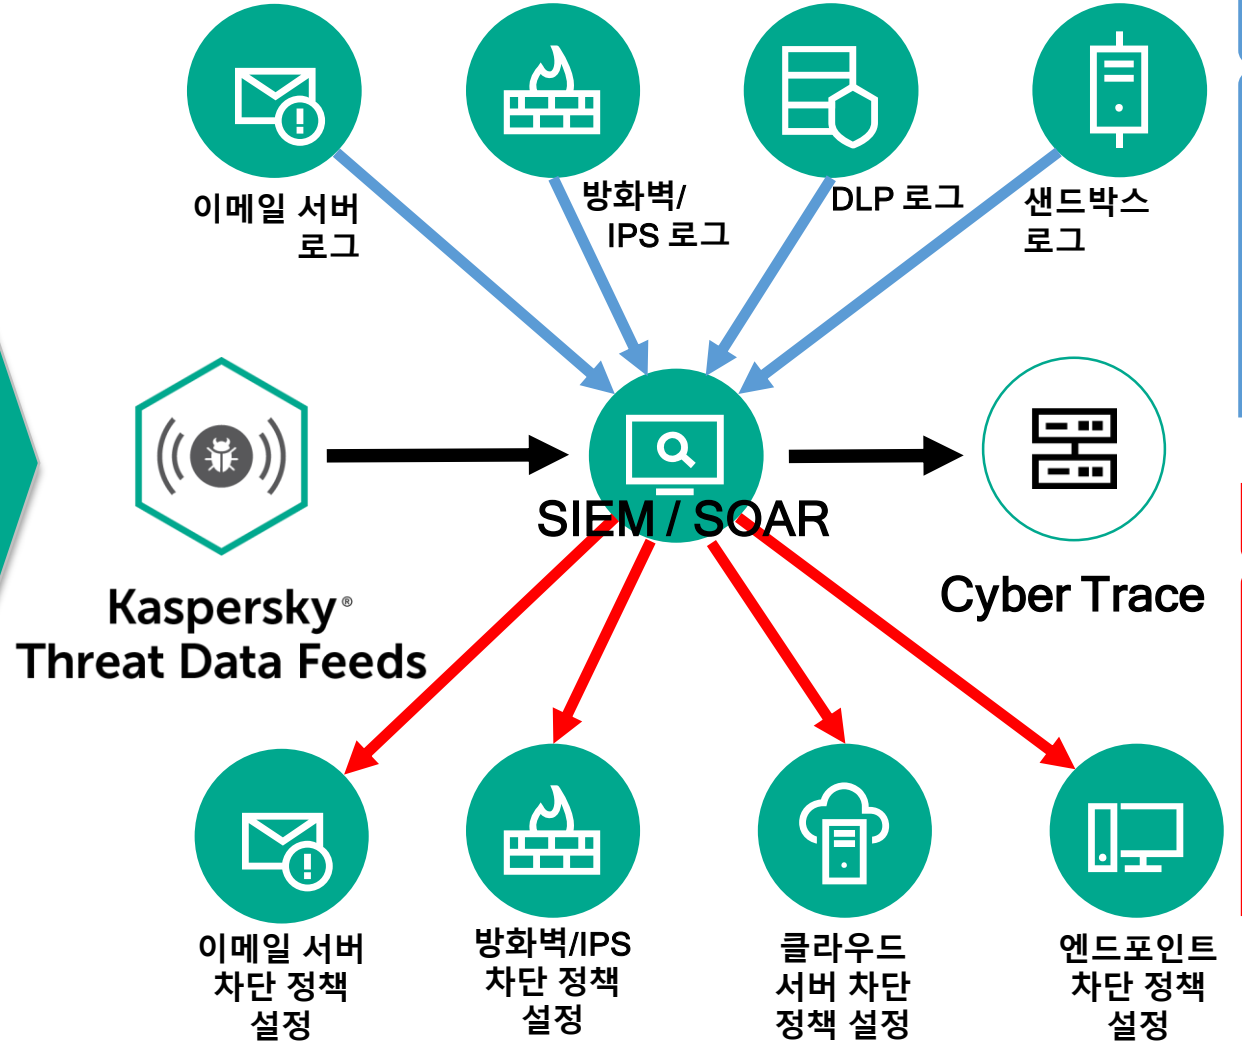 이메일 서버
로그
방화벽/
IPS 로그
DLP 로그
샌드박스
로그
SIEM / SOAR
Kaspersky®
Threat Data Feeds
Cyber Trace
이메일 서버
차단 정책
설정
방화벽/IPS
차단 정책
설정
클라우드
서버 차단
정책 설정
엔드포인트
차단 정책
설정